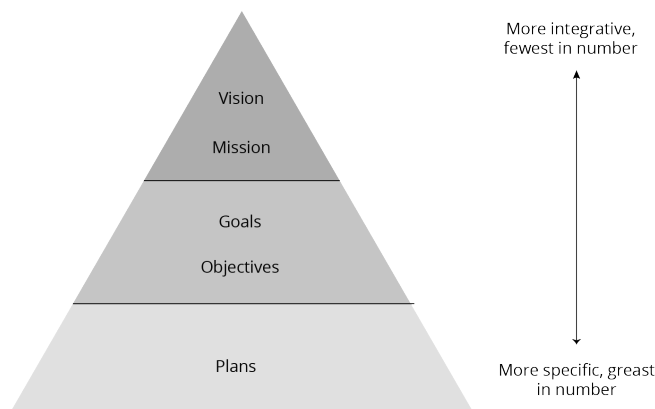 Vision
Mission
Goals
Objectives
Plans
More integrative,
fewest in number
More specific, greast
in number